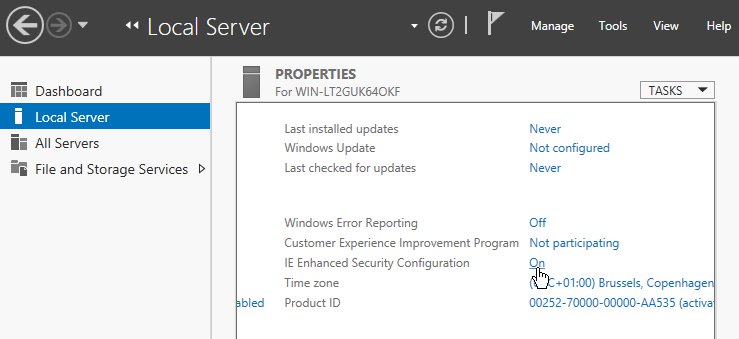 Local Server
Manage Tools View Help
Dashboard
Local Server
All Servers
File and Storage Services
PROPERTIES
For WIN-LT2GUK64OKF
TASKS
Last installed updates Never
Windows Update Not configured
Last checked for updates Never
Windows Error Reporting Off
Customer Experience Improvement Program Not participating
IE Enhanced Security Configuration On
Time zone C+01:00) Brussels, Copenhagen
abled Product ID 00252-70000-00000-AA535 (activa